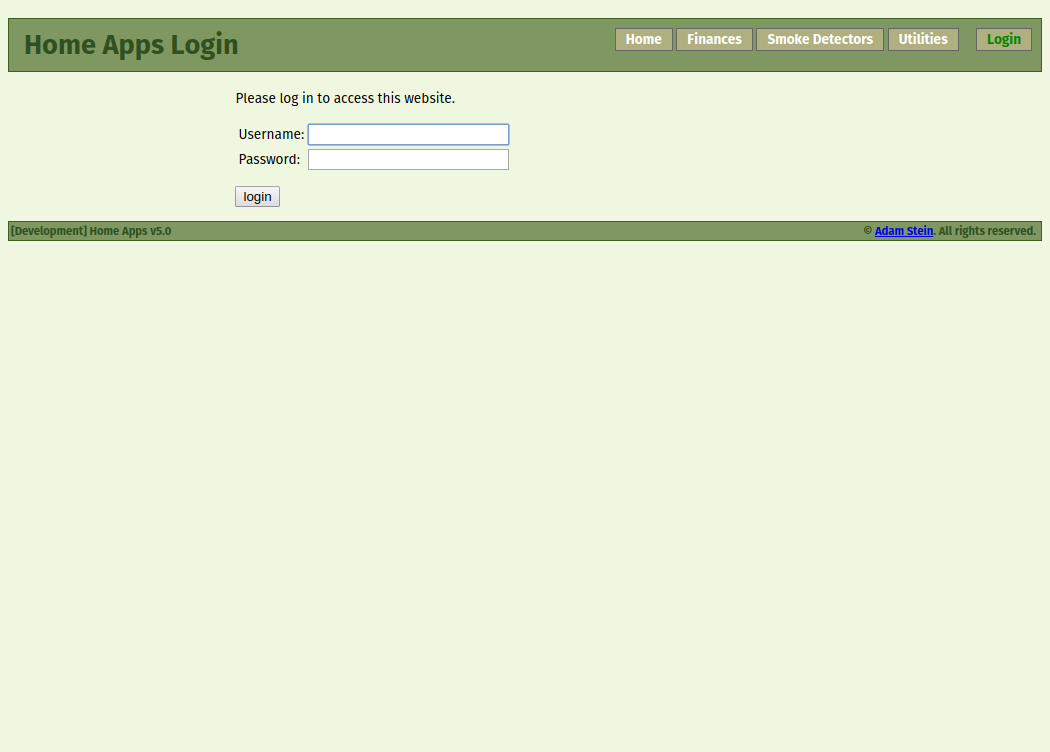 Home Apps Login
Home Finances Smoke Detectors Utilities Login
Please log in to access this website.
Username:
Password:
login
[Development] Home Apps v5.0
© Adam Stein. All rights reserved.